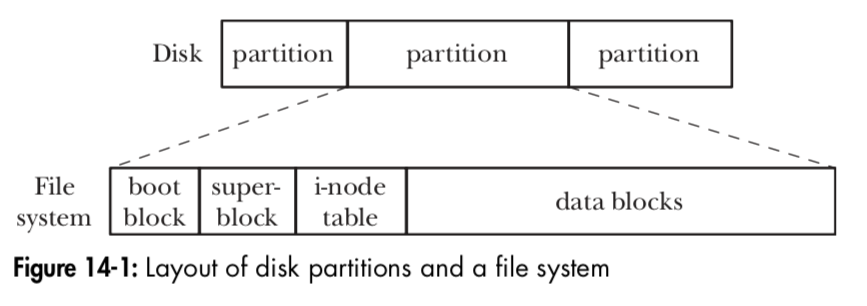 Disk partition partition partition
File system
boot block
super-block
i-node table
data blocks
Figure 14-1: Layout of disk partitions and a file system